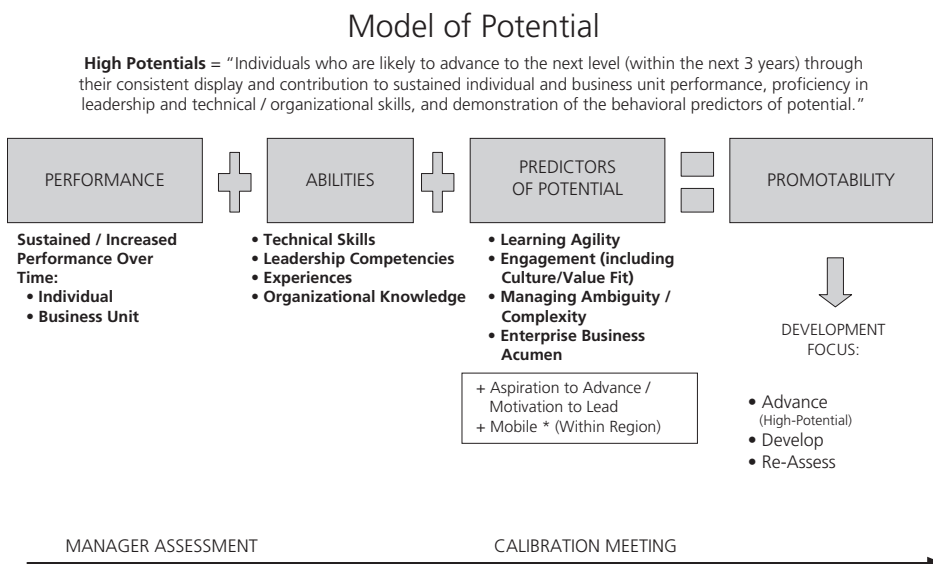 Model of Potential
High Potentials = “Individuals who are likely to advance to the next level (within the next 3 years) through
their consistent display and contribution to sustained individual and business unit performance, proficiency in
leadership and technical / organizational skills, and demonstration of the behavioral predictors of potential.”
PERFORMANCE
Sustained / Increased
Performance Over
Time:
• Individual
• Business Unit
ABILITIES
• Technical Skills
• Leadership Competencies
• Experiences
• Organizational Knowledge
PREDICTORS
OF POTENTIAL
• Learning Agility
• Engagement (including
Culture/Value Fit)
• Managing Ambiguity /
Complexity
• Enterprise Business
Acumen
+ Aspiration to Advance /
Motivation to Lead
+ Mobile * (Within Region)
PROMOTABILITY
DEVELOPMENT
FOCUS:
• Advance
(High-Potential)
• Develop
• Re-Assess
MANAGER ASSESSMENT
CALIBRATION MEETING